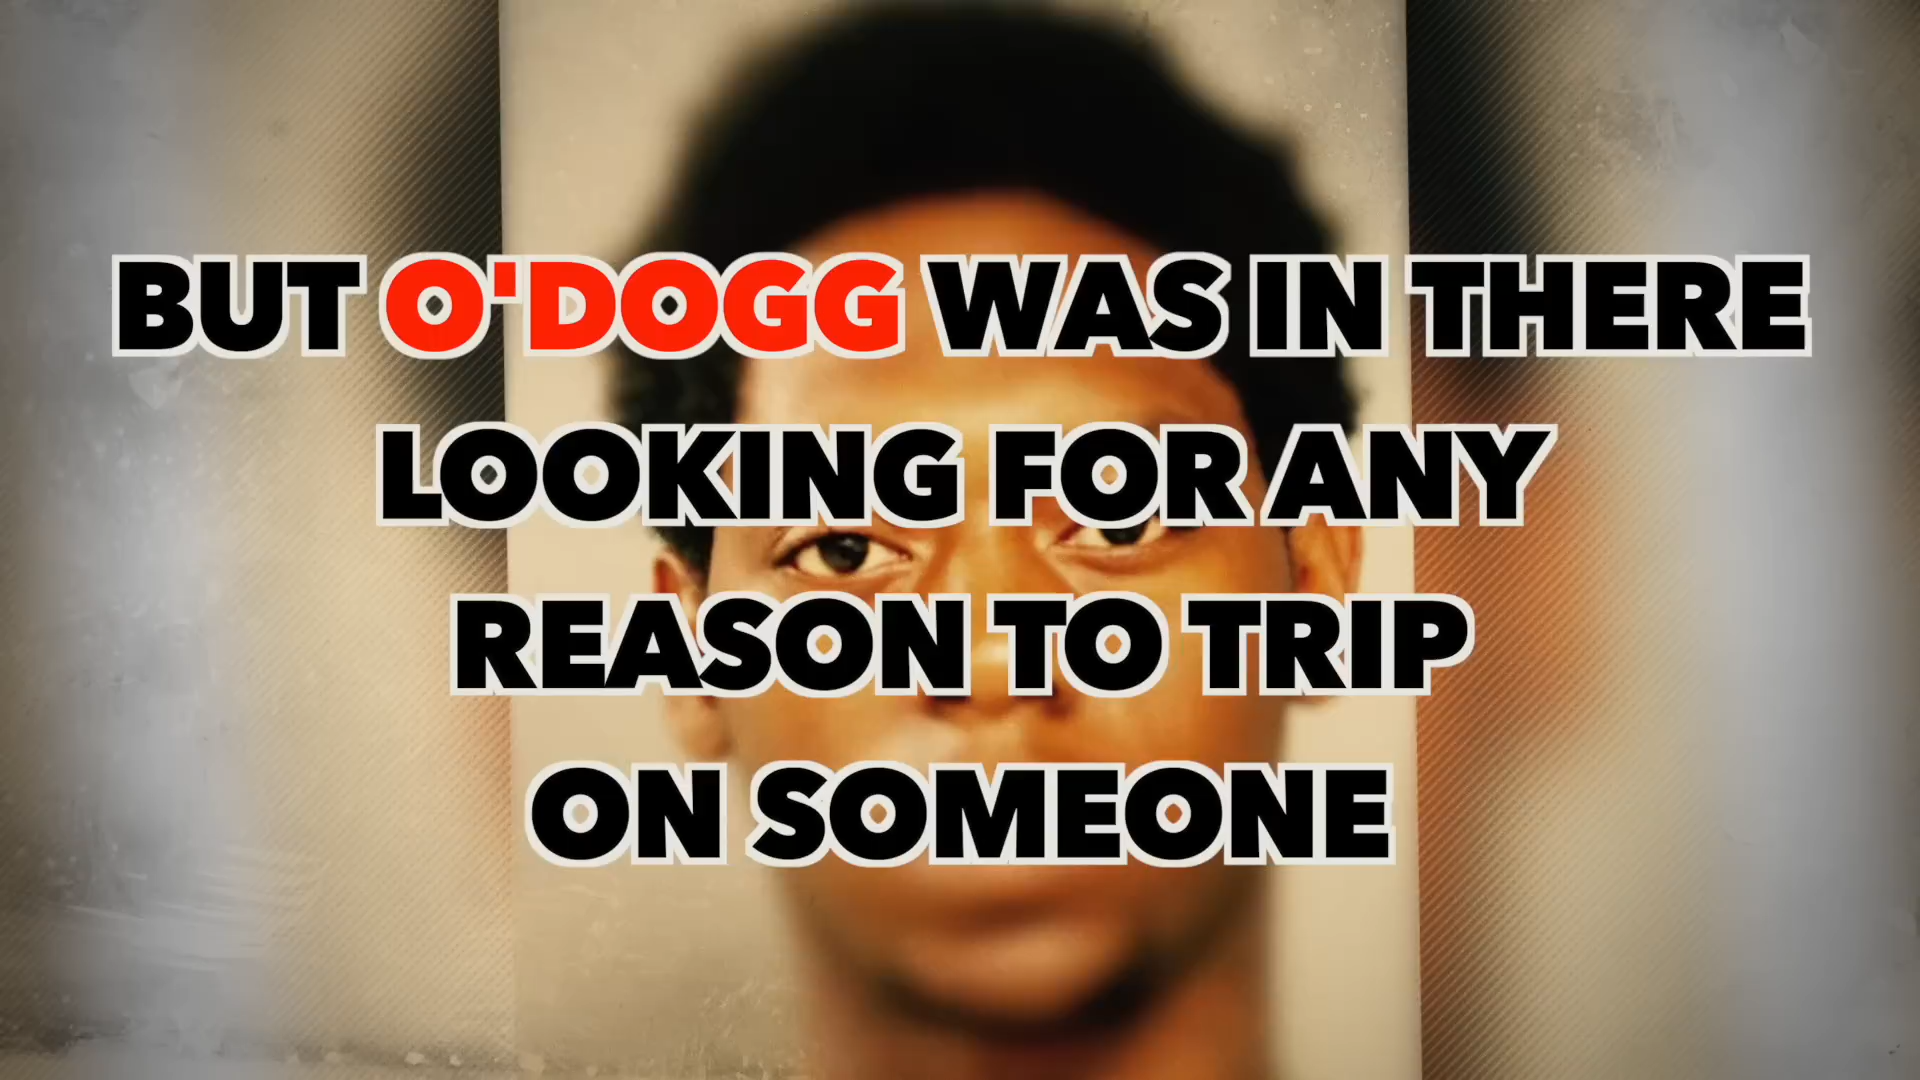 BUT O'DOGG WAS IN THERE
LOOKING FOR ANY
REASON TO TRIP
ON SOMEONE